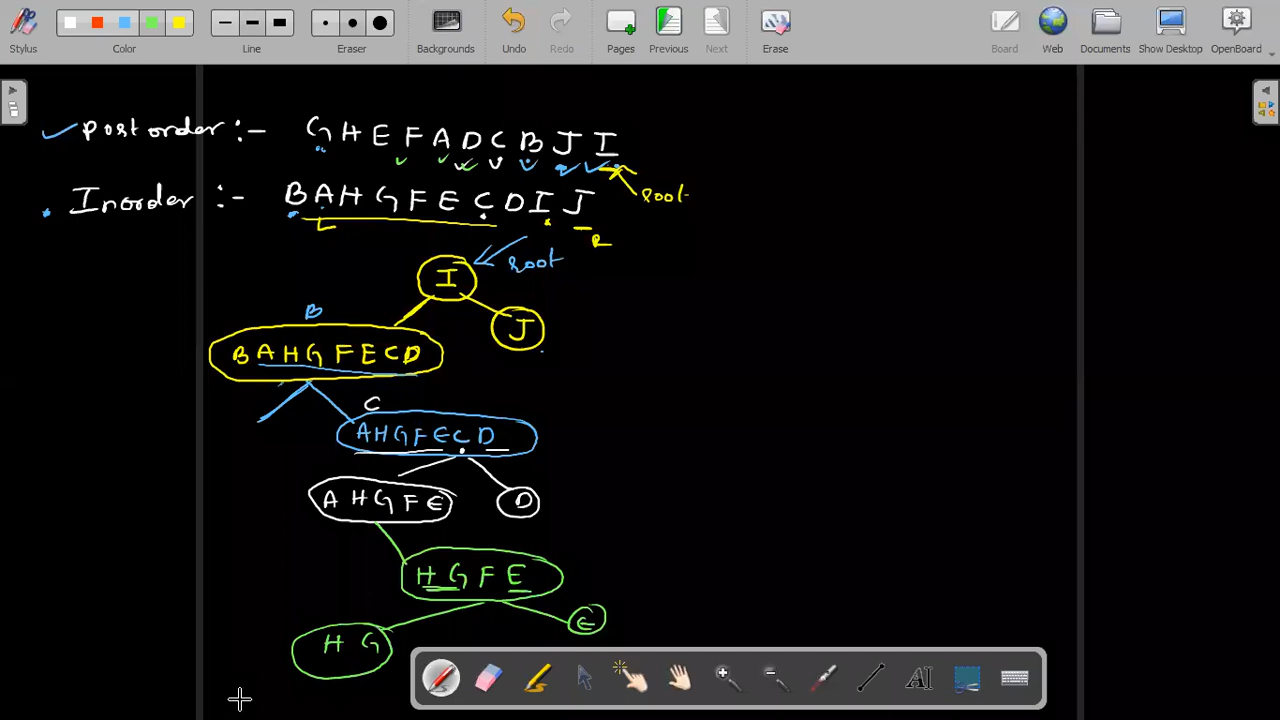 Stylus Color Line Eraser Backgrounds Undo Redo Pages Previous Next Erase Board Web Documents Show Desktop OpenBoard
Post order :- G H E F A D C B J I
root
Inorder :- B A H G F E C D I J
L R
I root
B J
B A H G F E C D
C
A H G F E C D
A H G F E D
H G F E
H G E
AI